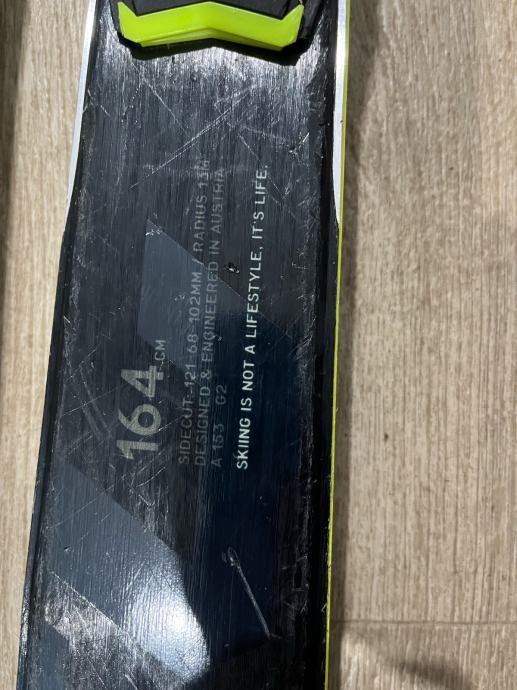 164 CM
SIDECUT: 121-68-102MM / RADIUS 13M
DESIGNED & ENGINEERED IN AUSTRIA
A 153 G2
SKIING IS NOT A LIFESTYLE, IT'S LIFE.